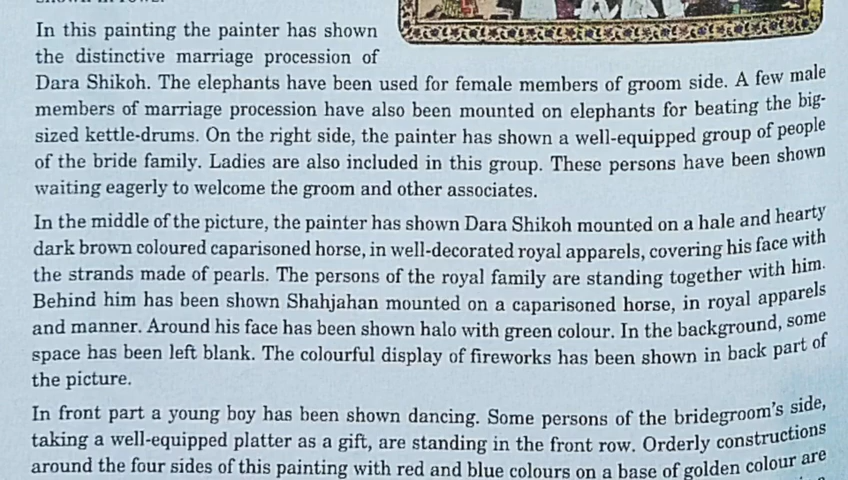 In this painting the painter has shown
the distinctive marriage procession of
Dara Shikoh. The elephants have been used for female members of groom side. A few male
members of marriage procession have also been mounted on elephants for beating the big-
sized kettle-drums. On the right side, the painter has shown a well-equipped group of people
of the bride family. Ladies are also included in this group. These persons have been shown
waiting eagerly to welcome the groom and other associates.
In the middle of the picture, the painter has shown Dara Shikoh mounted on a hale and hearty
dark brown coloured caparisoned horse, in well-decorated royal apparels, covering his face with
the strands made of pearls. The persons of the royal family are standing together with him.
Behind him has been shown Shahjahan mounted on a caparisoned horse, in royal apparels
and manner. Around his face has been shown halo with green colour. In the background, some
space has been left blank. The colourful display of fireworks has been shown in back part of
the picture.
In front part a young boy has been shown dancing. Some persons of the bridegroom's side,
taking a well-equipped platter as a gift, are standing in the front row. Orderly constructions
around the four sides of this painting with red and blue colours on a base of golden colour are